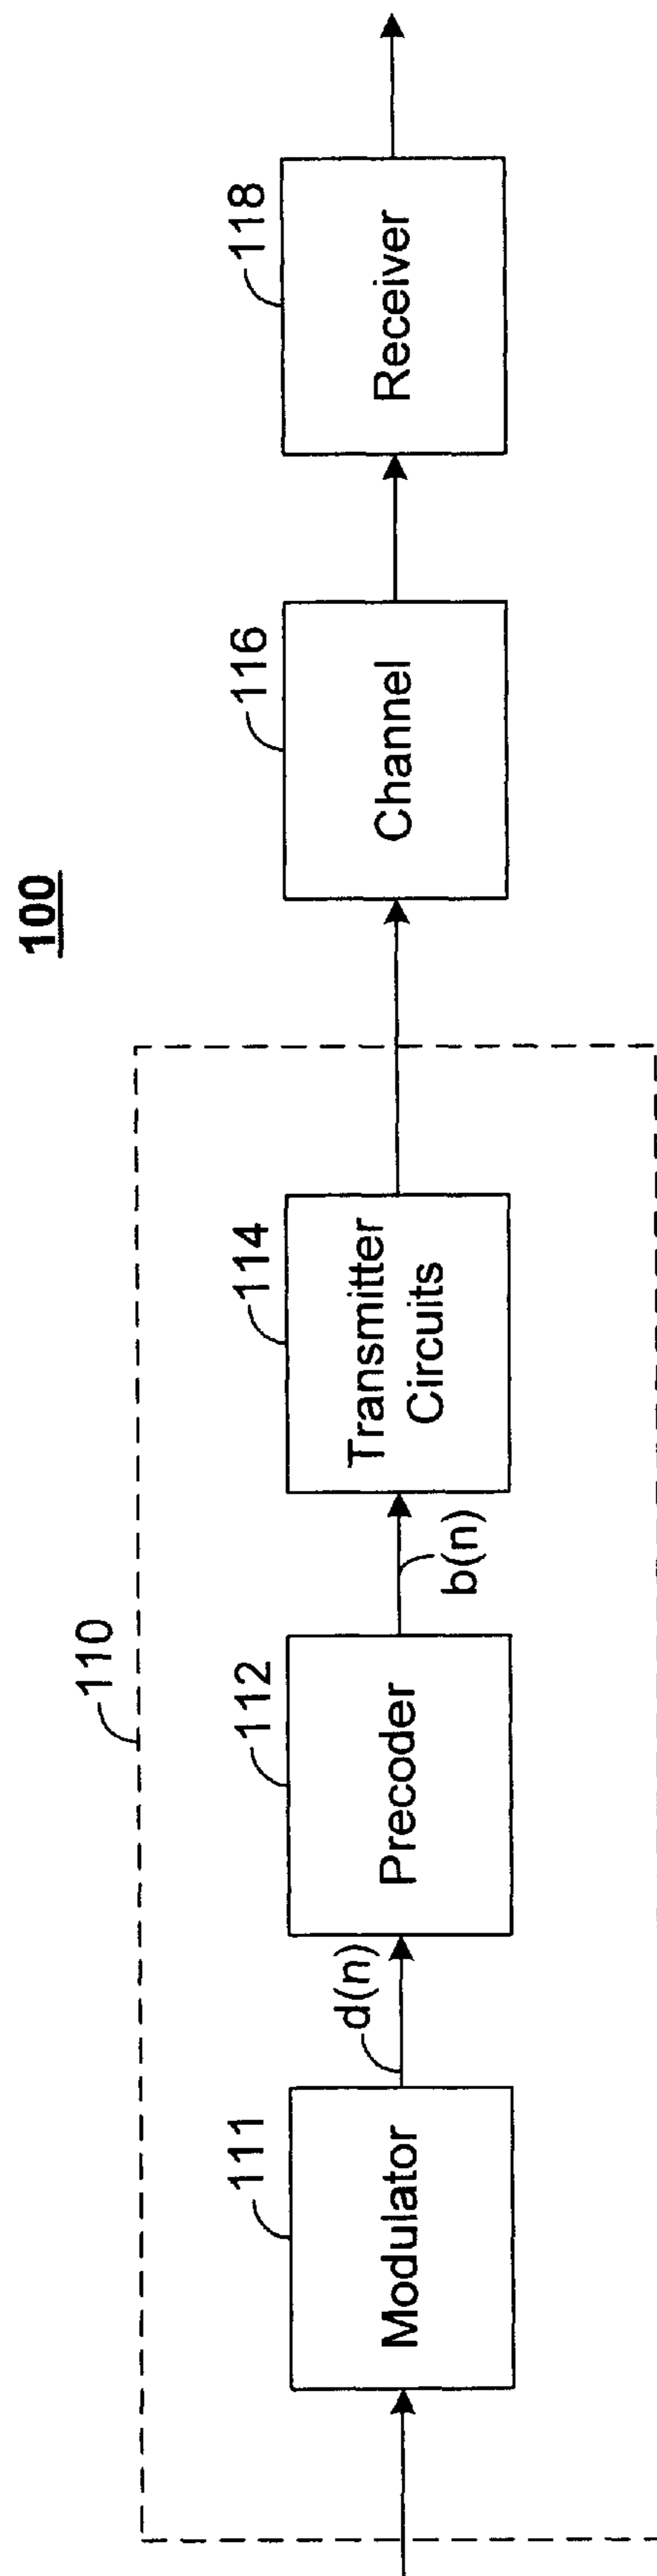 100
110
111
Modulator
d(n)
112
Precoder
b(n)
114
Transmitter
Circuits
116
Channel
118
Receiver